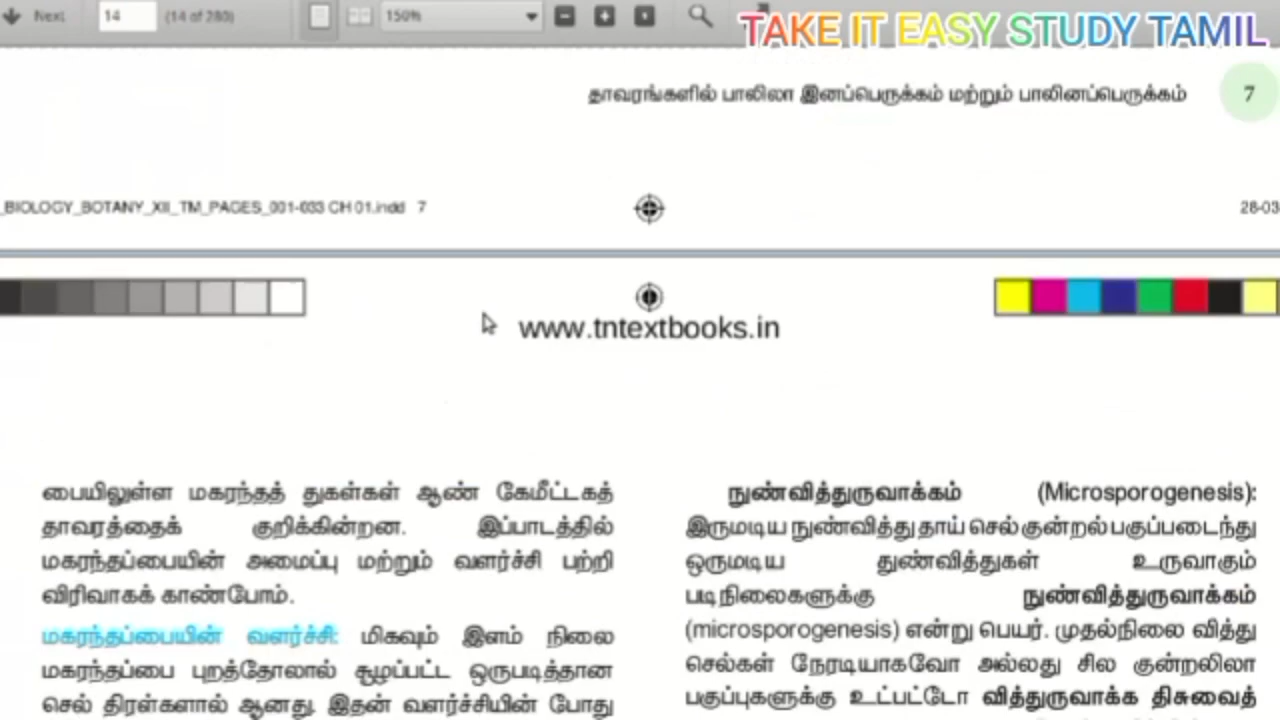 Next 14 (14 of 280) 150%
TAKE IT EASY STUDY TAMIL
தாவரங்களில் பாலிலா இனப்பெருக்கம் மற்றும் பாலினப்பெருக்கம் 7
_BIOLOGY_BOTANY_XII_TM_PAGES_001-033 CH 01.indd 7
28-03
www.tntextbooks.in
பையிலுள்ள மகரந்தத் துகள்கள் ஆண் கேமீட்டகத்
தாவரத்தைக் குறிக்கின்றன. இப்பாடத்தில்
மகரந்தப்பையின் அமைப்பு மற்றும் வளர்ச்சி பற்றி
விரிவாகக் காண்போம்.
மகரந்தப்பையின் வளர்ச்சி: மிகவும் இளம் நிலை
மகரந்தப்பை புறத்தோலால் சூழப்பட்ட ஒருபடித்தான
செல் திரள்களால் ஆனது. இதன் வளர்ச்சியின் போது
நுண்வித்துருவாக்கம் (Microsporogenesis):
இருமடிய நுண்வித்து தாய் செல் குன்றல் பகுப்படைந்து
ஒருமடிய துண்வித்துகள் உருவாகும்
படிநிலைகளுக்கு நுண்வித்துருவாக்கம்
(microsporogenesis) என்று பெயர். முதல்நிலை வித்து
செல்கள் நேரடியாகவோ அல்லது சில குன்றலிலா
பகுப்புகளுக்கு உட்பட்டோ வித்துருவாக்க திசுவைத்